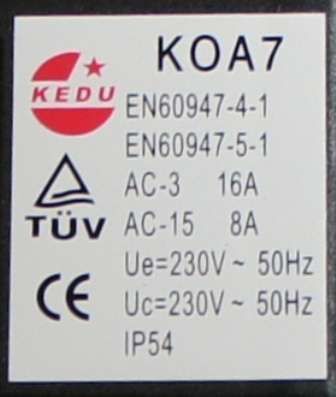 KOA7
KEDU
EN60947-4-1
EN60947-5-1
AC-3 16A
TÜV
AC-15 8A
Ue=230V ~ 50Hz
CE
Uc=230V ~ 50Hz
IP54